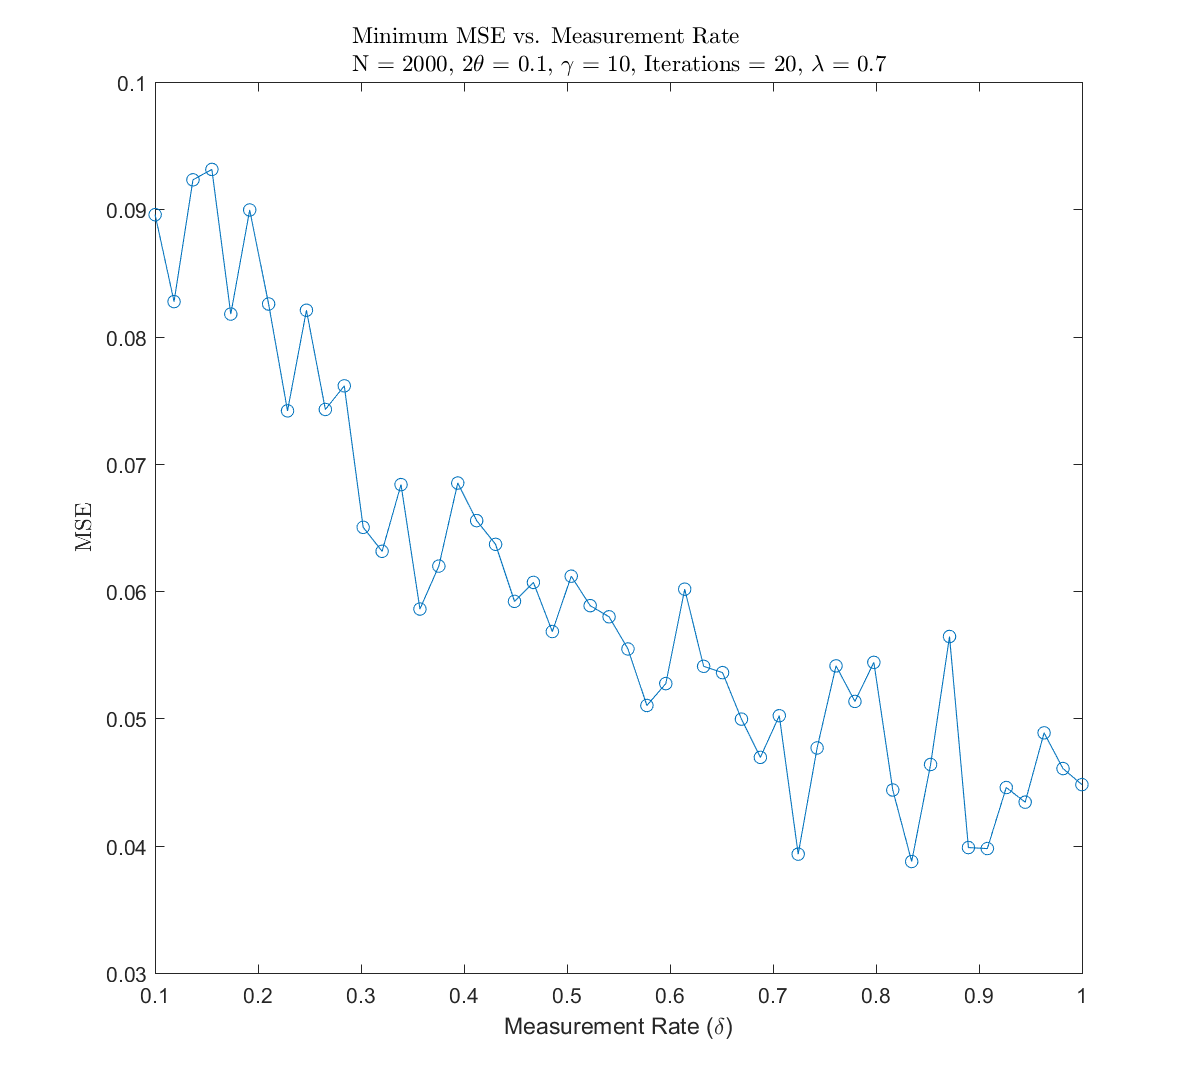 Minimum MSE vs. Measurement Rate
N = 2000, 2θ = 0.1, γ = 10, Iterations = 20, λ = 0.7
0.1
0.09
0.08
0.07
MSE
0.06
0.05
0.04
0.03
0.1 0.2 0.3 0.4 0.5 0.6 0.7 0.8 0.9 1
Measurement Rate (δ)